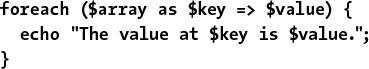 foreach ($array as $key => $value) {
  echo "The value at $key is $value.";
}